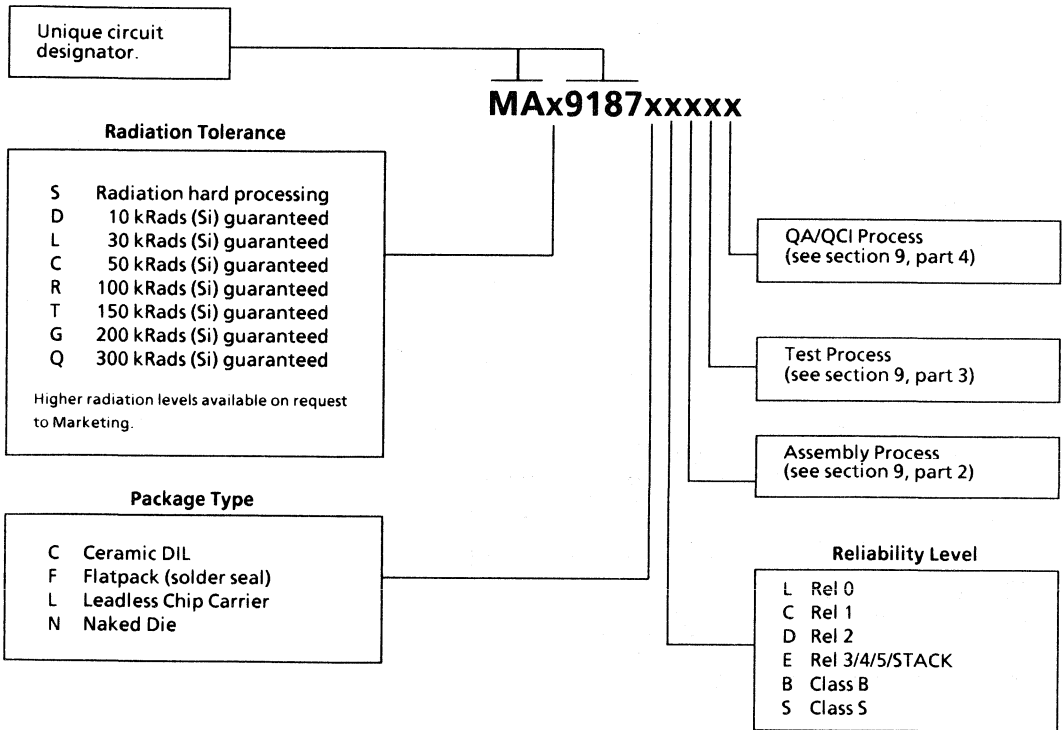 Unique circuit
designator.
MAx9187xxxxx
Radiation Tolerance
S Radiation hard processing
D 10 kRads (Si) guaranteed
L 30 kRads (Si) guaranteed
C 50 kRads (Si) guaranteed
R 100 kRads (Si) guaranteed
T 150 kRads (Si) guaranteed
G 200 kRads (Si) guaranteed
Q 300 kRads (Si) guaranteed
Higher radiation levels available on request
to Marketing.
Package Type
C Ceramic DIL
F Flatpack (solder seal)
L Leadless Chip Carrier
N Naked Die
QA/QCI Process
(see section 9, part 4)
Test Process
(see section 9, part 3)
Assembly Process
(see section 9, part 2)
Reliability Level
L Rel 0
C Rel 1
D Rel 2
E Rel 3/4/5/STACK
B Class B
S Class S